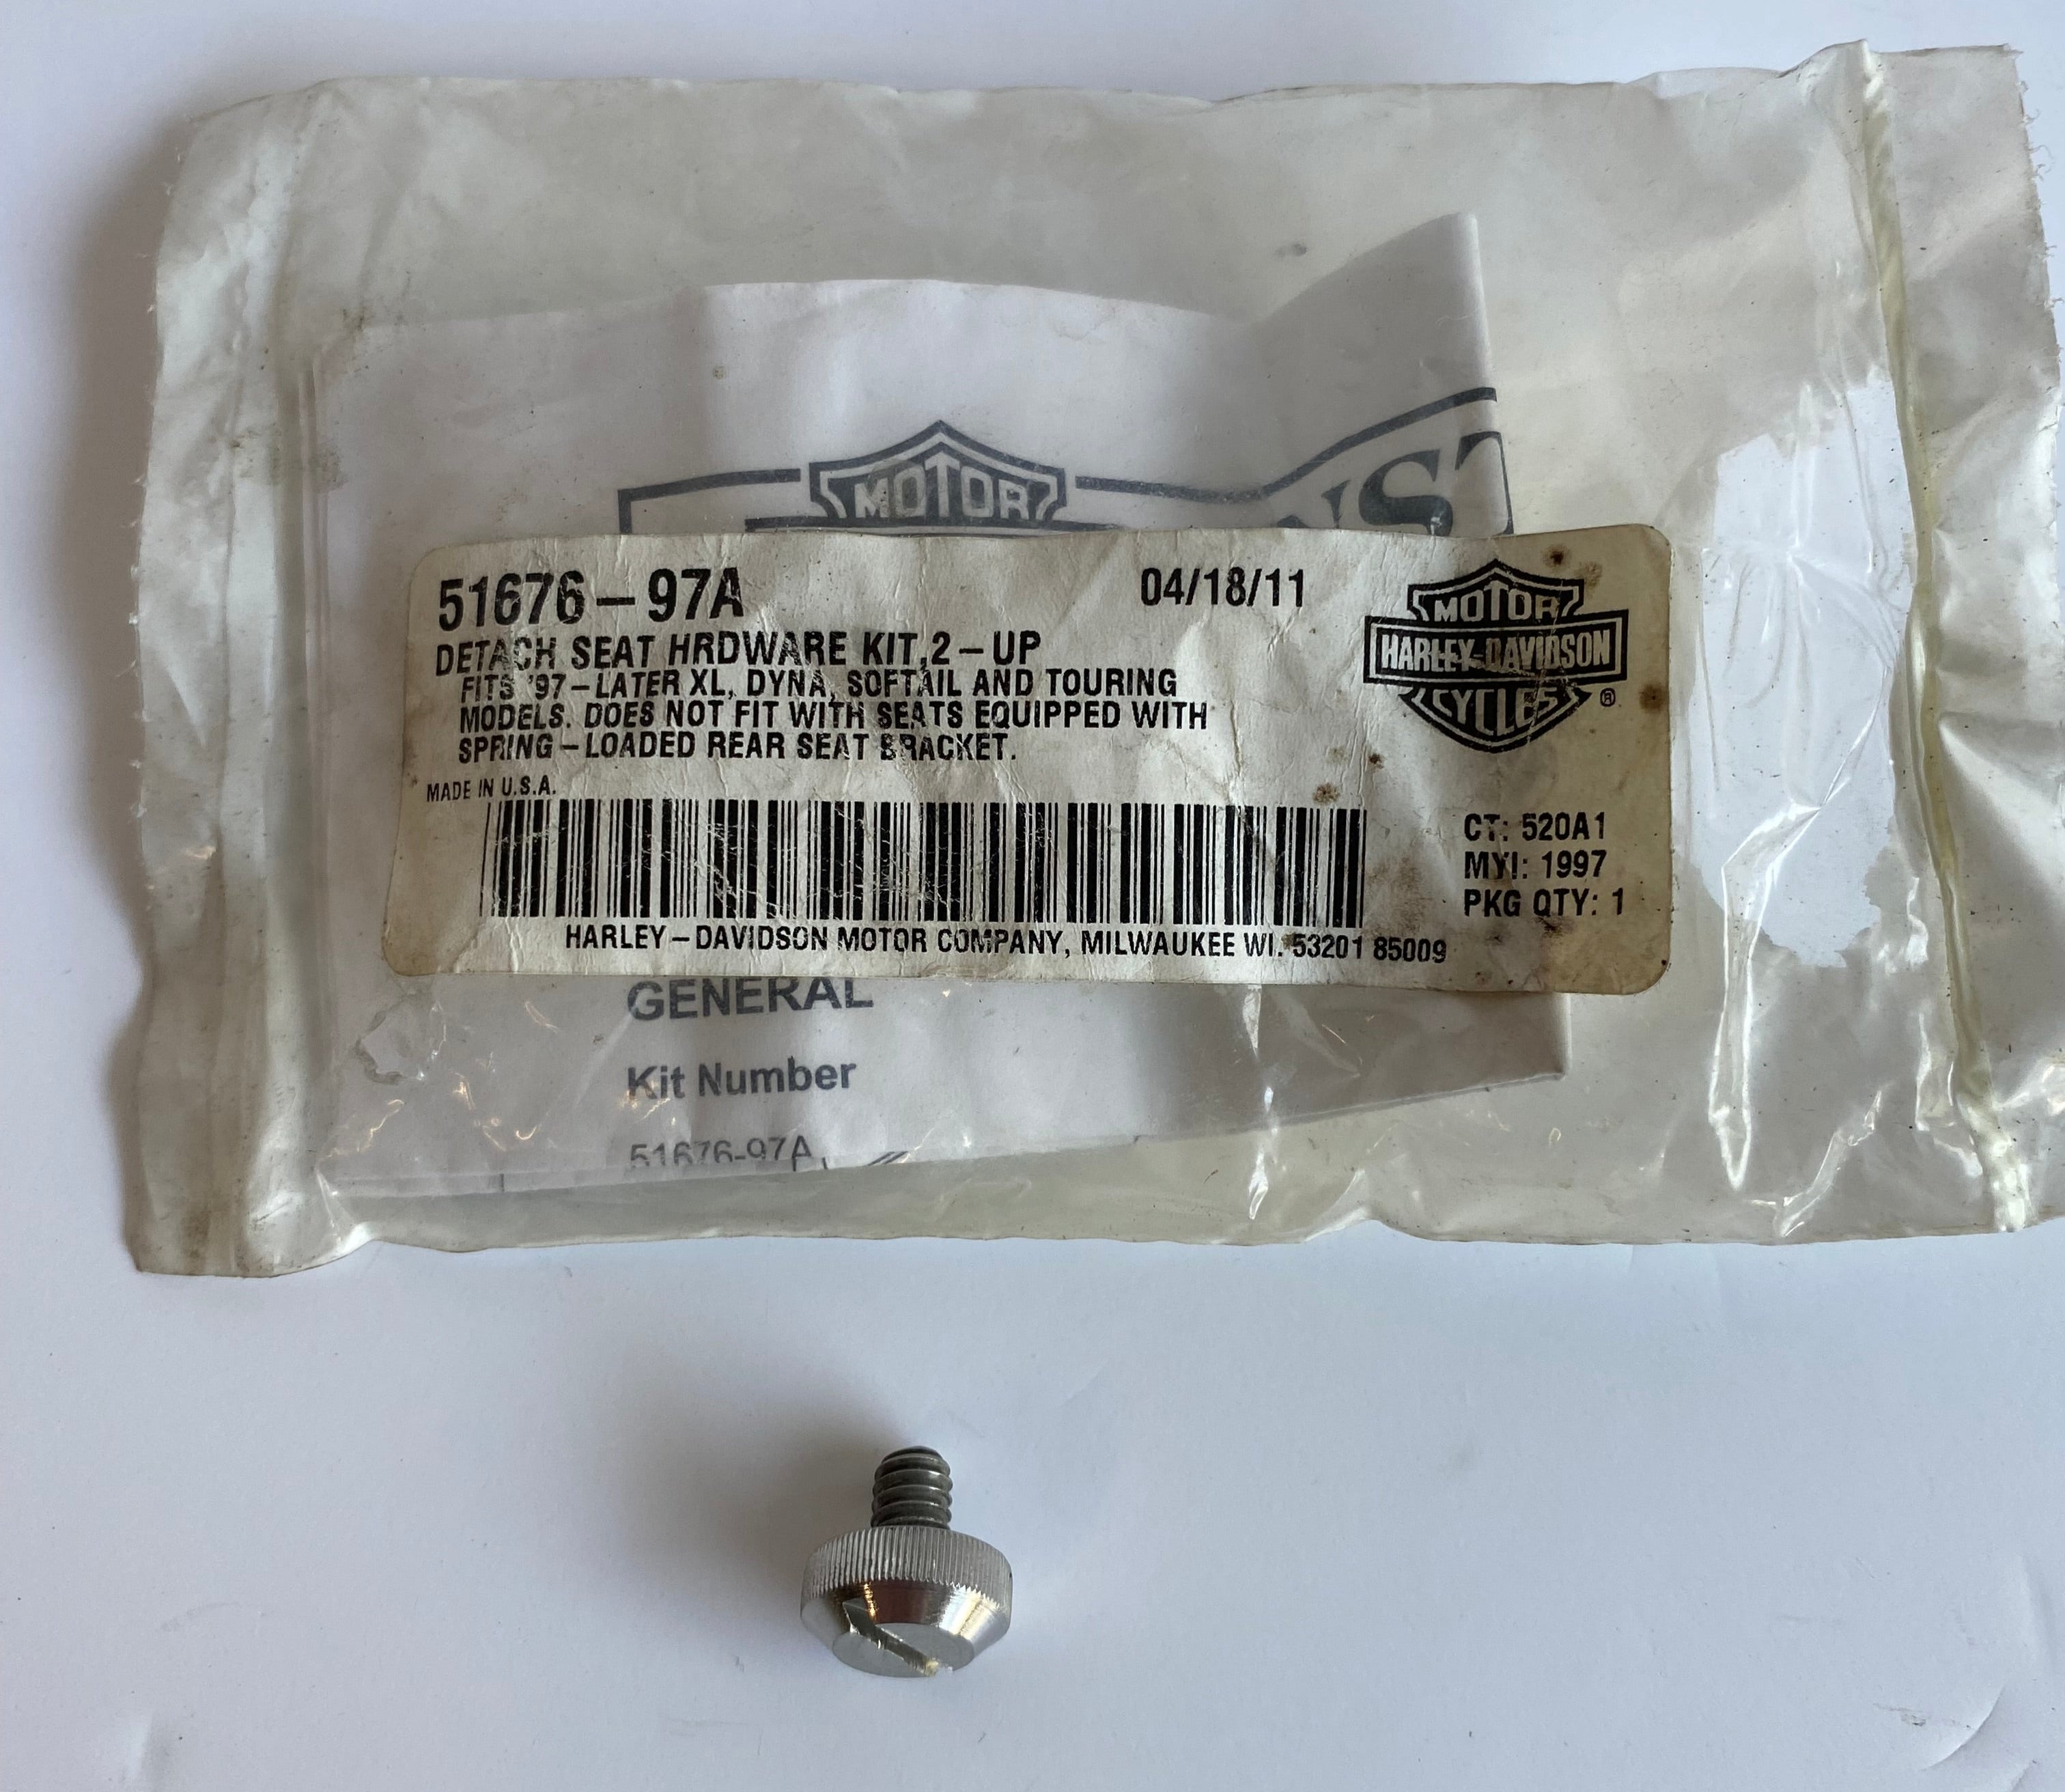 MOTOR
NST
51676-97A
04/18/11
DETACH SEAT HRDWARE KIT,2-UP
FITS '97-LATER XL, DYNA, SOFTAIL AND TOURING
MODELS. DOES NOT FIT WITH SEATS EQUIPPED WITH
SPRING-LOADED REAR SEAT BRACKET.
MADE IN U.S.A.
MOTOR
HARLEY-DAVIDSON
CYCLES
®
CT: 520A1
MYI: 1997
PKG QTY: 1
HARLEY-DAVIDSON MOTOR COMPANY, MILWAUKEE WI. 53201 85009
GENERAL
Kit Number
51676-97A,